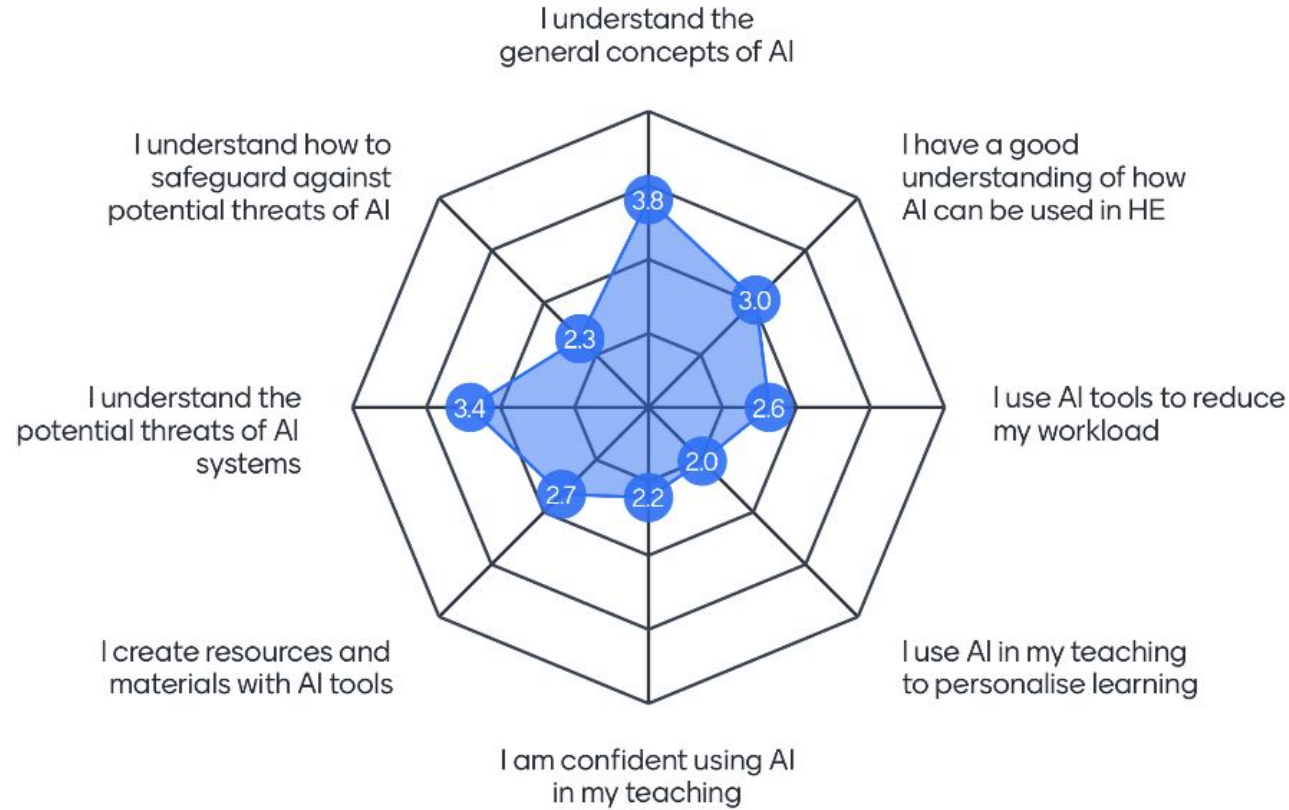 I understand the
general concepts of AI
I understand how to
safeguard against
potential threats of AI
I have a good
understanding of how
AI can be used in HE
3.8
3.0
2.3
I understand the
potential threats of AI
systems
3.4
2.6
I use AI tools to reduce
my workload
2.0
2.7
2.2
I create resources and
materials with AI tools
I use AI in my teaching
to personalise learning
I am confident using AI
in my teaching